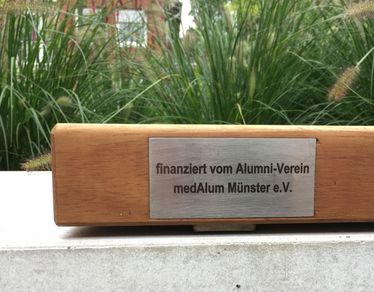 finanziert vom Alumni-Verein
medAlum Münster e.V.